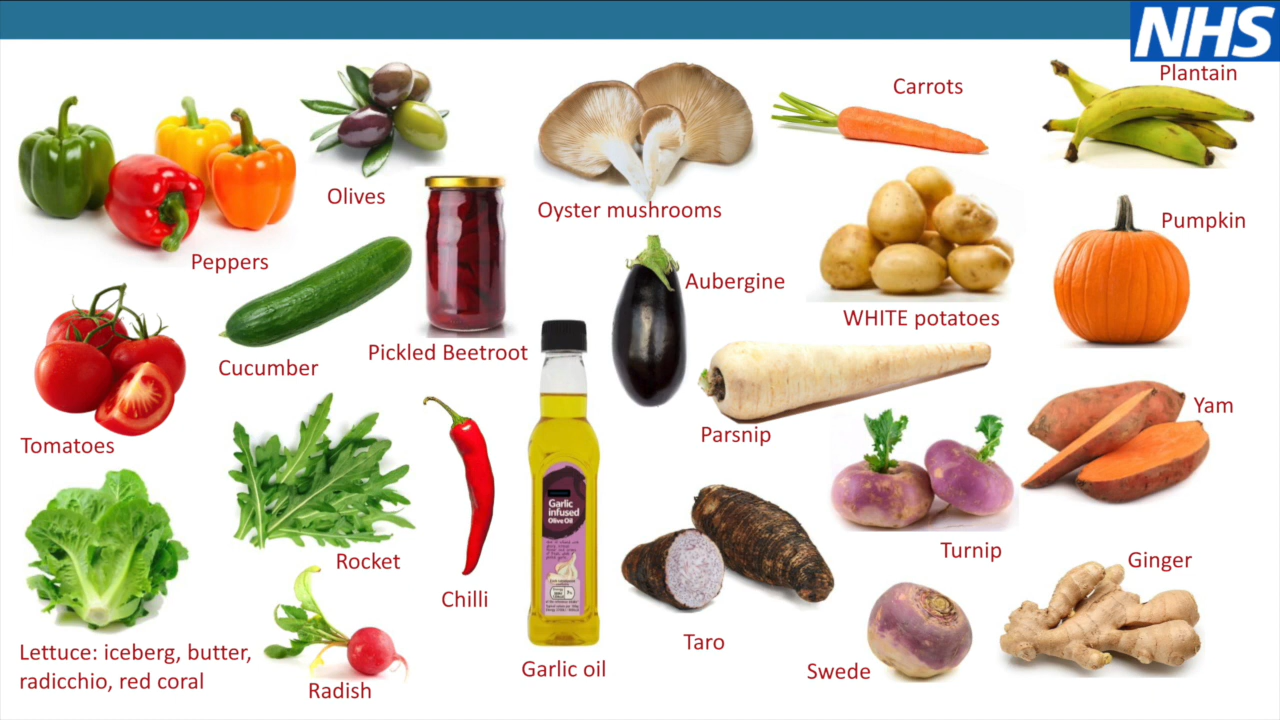 NHS
Plantain
Carrots
Olives
Oyster mushrooms
Pumpkin
Peppers
Aubergine
WHITE potatoes
Pickled Beetroot
Cucumber
Yam
Parsnip
Tomatoes
Garlic
infused
Olive Oil
Rocket
Turnip
Ginger
Chilli
Taro
Lettuce: iceberg, butter,
radicchio, red coral
Garlic oil
Swede
Radish